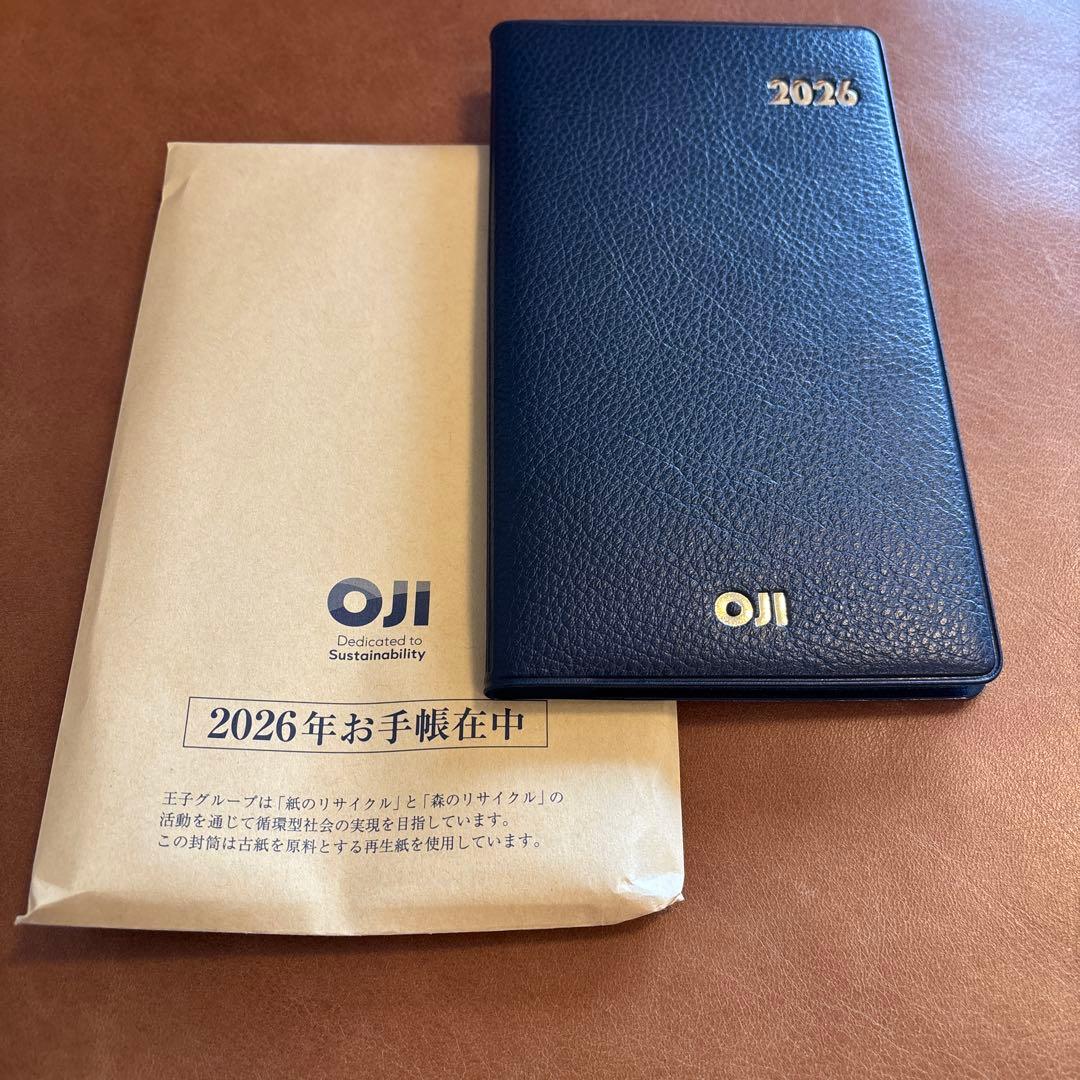 2026
OJI
OJI
Dedicated to
Sustainability
2026年お手帳在中
王子グループは「紙のリサイクル」と「森のリサイクル」の
活動を通じて循環型社会の実現を目指しています。
この封筒は古紙を原料とする再生紙を使用しています。